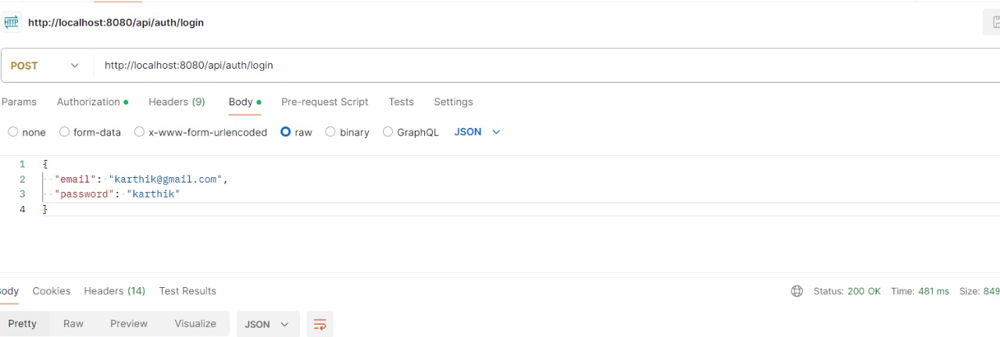 HTTP http://localhost:8080/api/auth/login
POST http://localhost:8080/api/auth/login
Params Authorization Headers (9) Body Pre-request Script Tests Settings
none form-data x-www-form-urlencoded raw binary GraphQL JSON
1 {
2 "email": "karthik@gmail.com",
3 "password": "karthik"
4 }
Body Cookies Headers (14) Test Results Status: 200 OK Time: 481 ms Size: 849
Pretty Raw Preview Visualize JSON